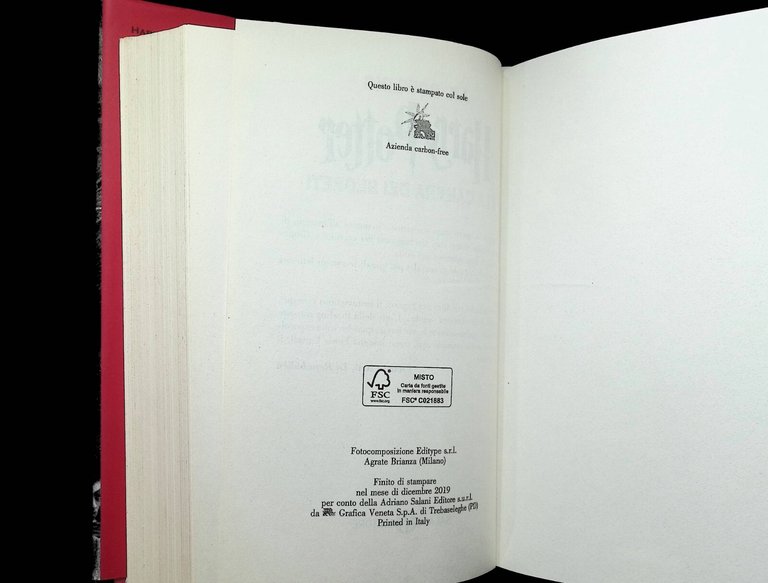 Questo libro è stampato col sole
Azienda carbon-free
FSC
www.fsc.org
MISTO
Carta da fonti gestite
in maniera responsabile
FSC® C021883
Fotocomposizione Editype s.r.l.
Agrate Brianza (Milano)
Finito di stampare
nel mese di dicembre 2019
per conto della Adriano Salani Editore s.u.r.l.
da Grafica Veneta S.p.A. di Trebaseleghe (PD)
Printed in Italy